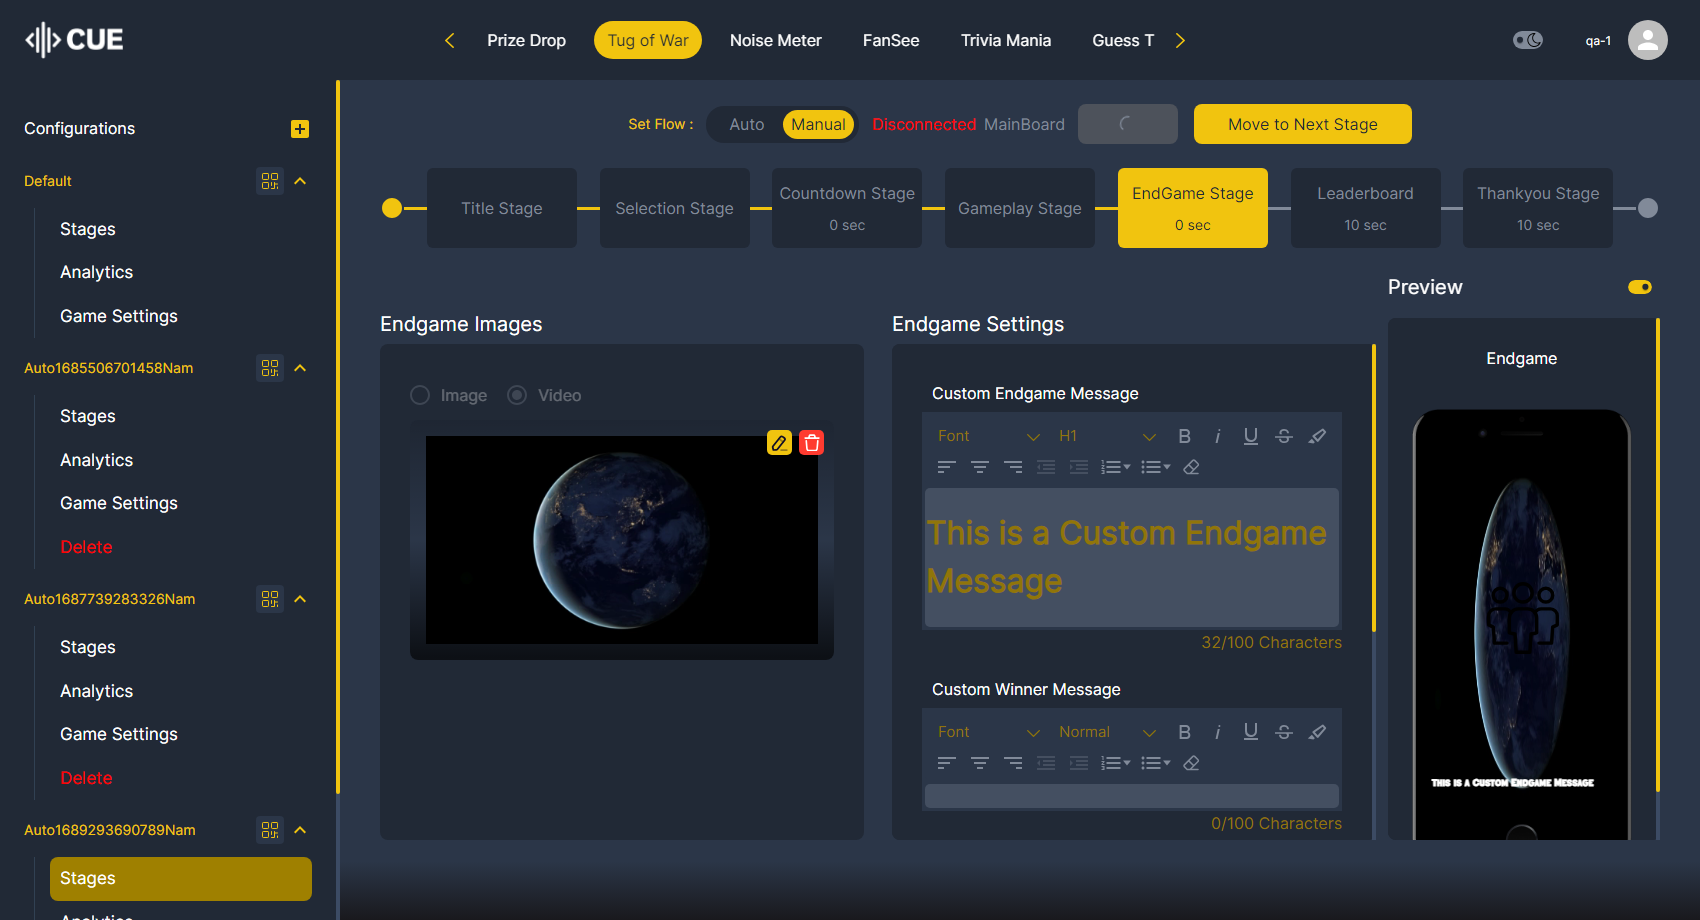 CUE
Prize Drop
Tug of War
Noise Meter
FanSee
Trivia Mania
Guess T
qa-1
Configurations
Default
Stages
Analytics
Game Settings
Auto1685506701458Nam
Stages
Analytics
Game Settings
Delete
Auto1687739283326Nam
Stages
Analytics
Game Settings
Delete
Auto1689293690789Nam
Stages
Analytics
Set Flow :
Auto
Manual
Disconnected MainBoard
Move to Next Stage
Title Stage
Selection Stage
Countdown Stage
0 sec
Gameplay Stage
EndGame Stage
0 sec
Leaderboard
10 sec
Thankyou Stage
10 sec
Endgame Images
Image
Video
Endgame Settings
Custom Endgame Message
Font
H1
B i U S
This is a Custom Endgame
Message
32/100 Characters
Custom Winner Message
Font
Normal
B i U S
0/100 Characters
Preview
Endgame
This is a Custom Endgame Message